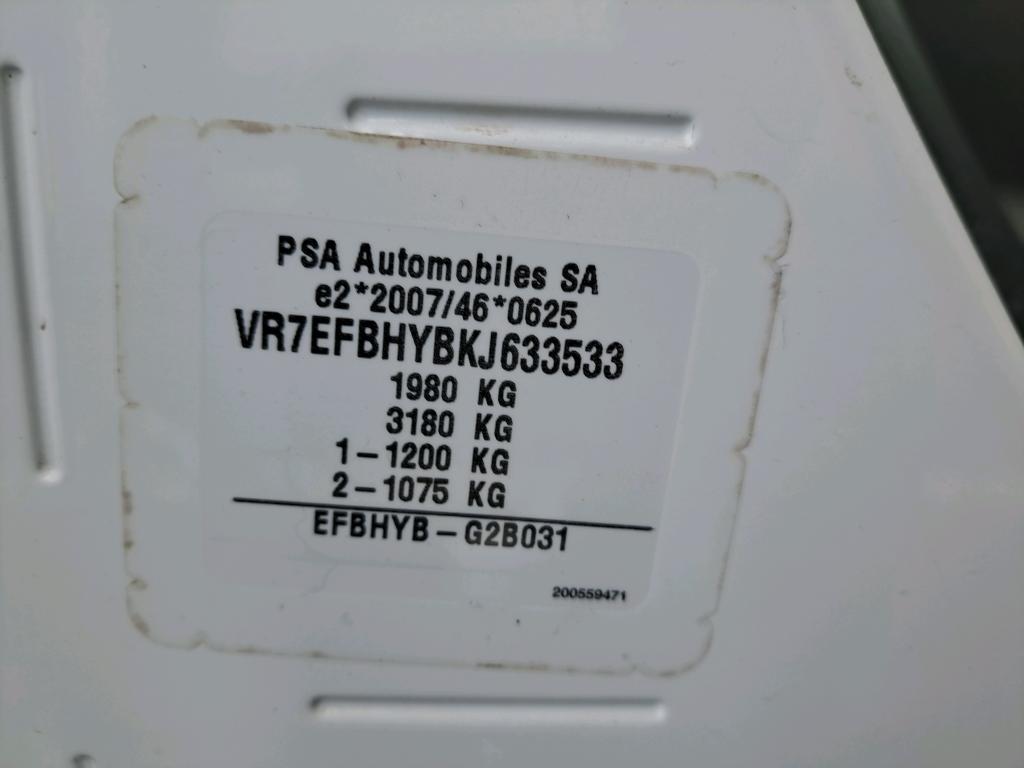 PSA Automobiles SA
e2*2007/46*0625
VR7EFBHYBKJ633533
1980 KG
3180 KG
1-1200 KG
2-1075 KG
EFBHYB-G2B031
200559471